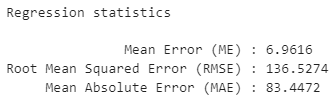 Regression statistics
Mean Error (ME) : 6.9616
Root Mean Squared Error (RMSE) : 136.5274
Mean Absolute Error (MAE) : 83.4472